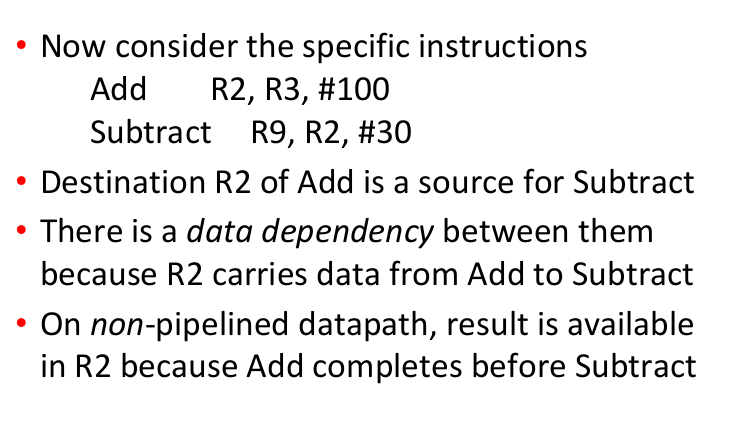 • Now consider the specific instructions
Add R2, R3, #100
Subtract R9, R2, #30
• Destination R2 of Add is a source for Subtract
• There is a data dependency between them
because R2 carries data from Add to Subtract
• On non-pipelined datapath, result is available
in R2 because Add completes before Subtract